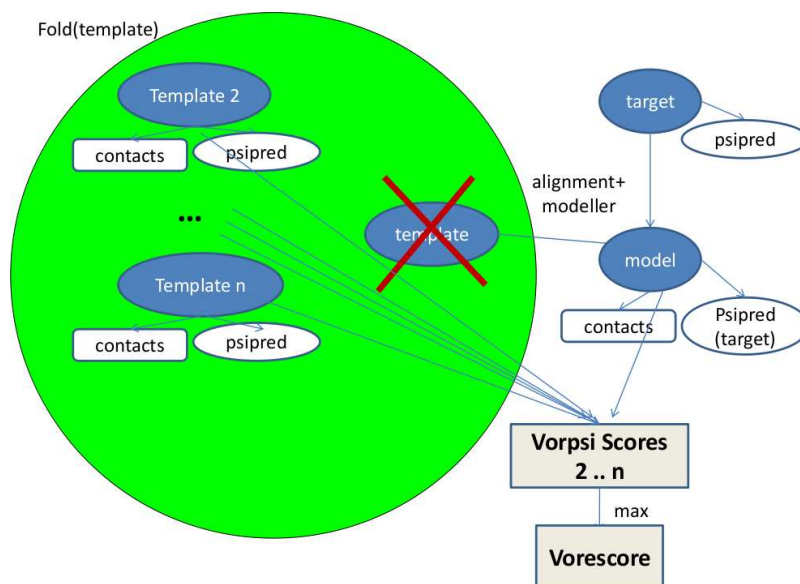 Fold(template)
Template 2
contacts
psipred
...
template
Template n
contacts
psipred
target
psipred
alignment+
modeller
model
contacts
Psipred
(target)
Vorpsi Scores
2 .. n
max
Vorescore